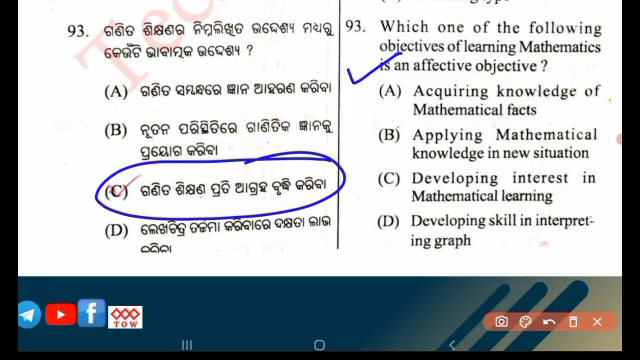 93. ଗଣିତ ଶିକ୍ଷଣର ନିମ୍ନଲିଖିତ ଉଦ୍ଦେଶ୍ୟ ମଧ୍ୟରୁ
କେଉଁଟି ଭାବାତ୍ମକ ଉଦ୍ଦେଶ୍ୟ ?
(A) ଗଣିତ ସମ୍ବନ୍ଧରେ ଜ୍ଞାନ ଆହରଣ କରିବା
(B) ନୂତନ ପରିସ୍ଥିତିରେ ଗାଣିତିକ ଜ୍ଞାନକୁ
ପ୍ରୟୋଗ କରିବା
(C) ଗଣିତ ଶିକ୍ଷଣ ପ୍ରତି ଆଗ୍ରହ ବୃଦ୍ଧି କରିବା
(D) ଲେଖଚିତ୍ର ତର୍ଜମା କରିବାରେ ଦକ୍ଷତା ଲାଭ
କରିବା
93. Which one of the following
objectives of learning Mathematics
is an affective objective ?
(A) Acquiring knowledge of
Mathematical facts
(B) Applying Mathematical
knowledge in new situation
(C) Developing interest in
Mathematical learning
(D) Developing skill in interpret-
ing graph
TOW